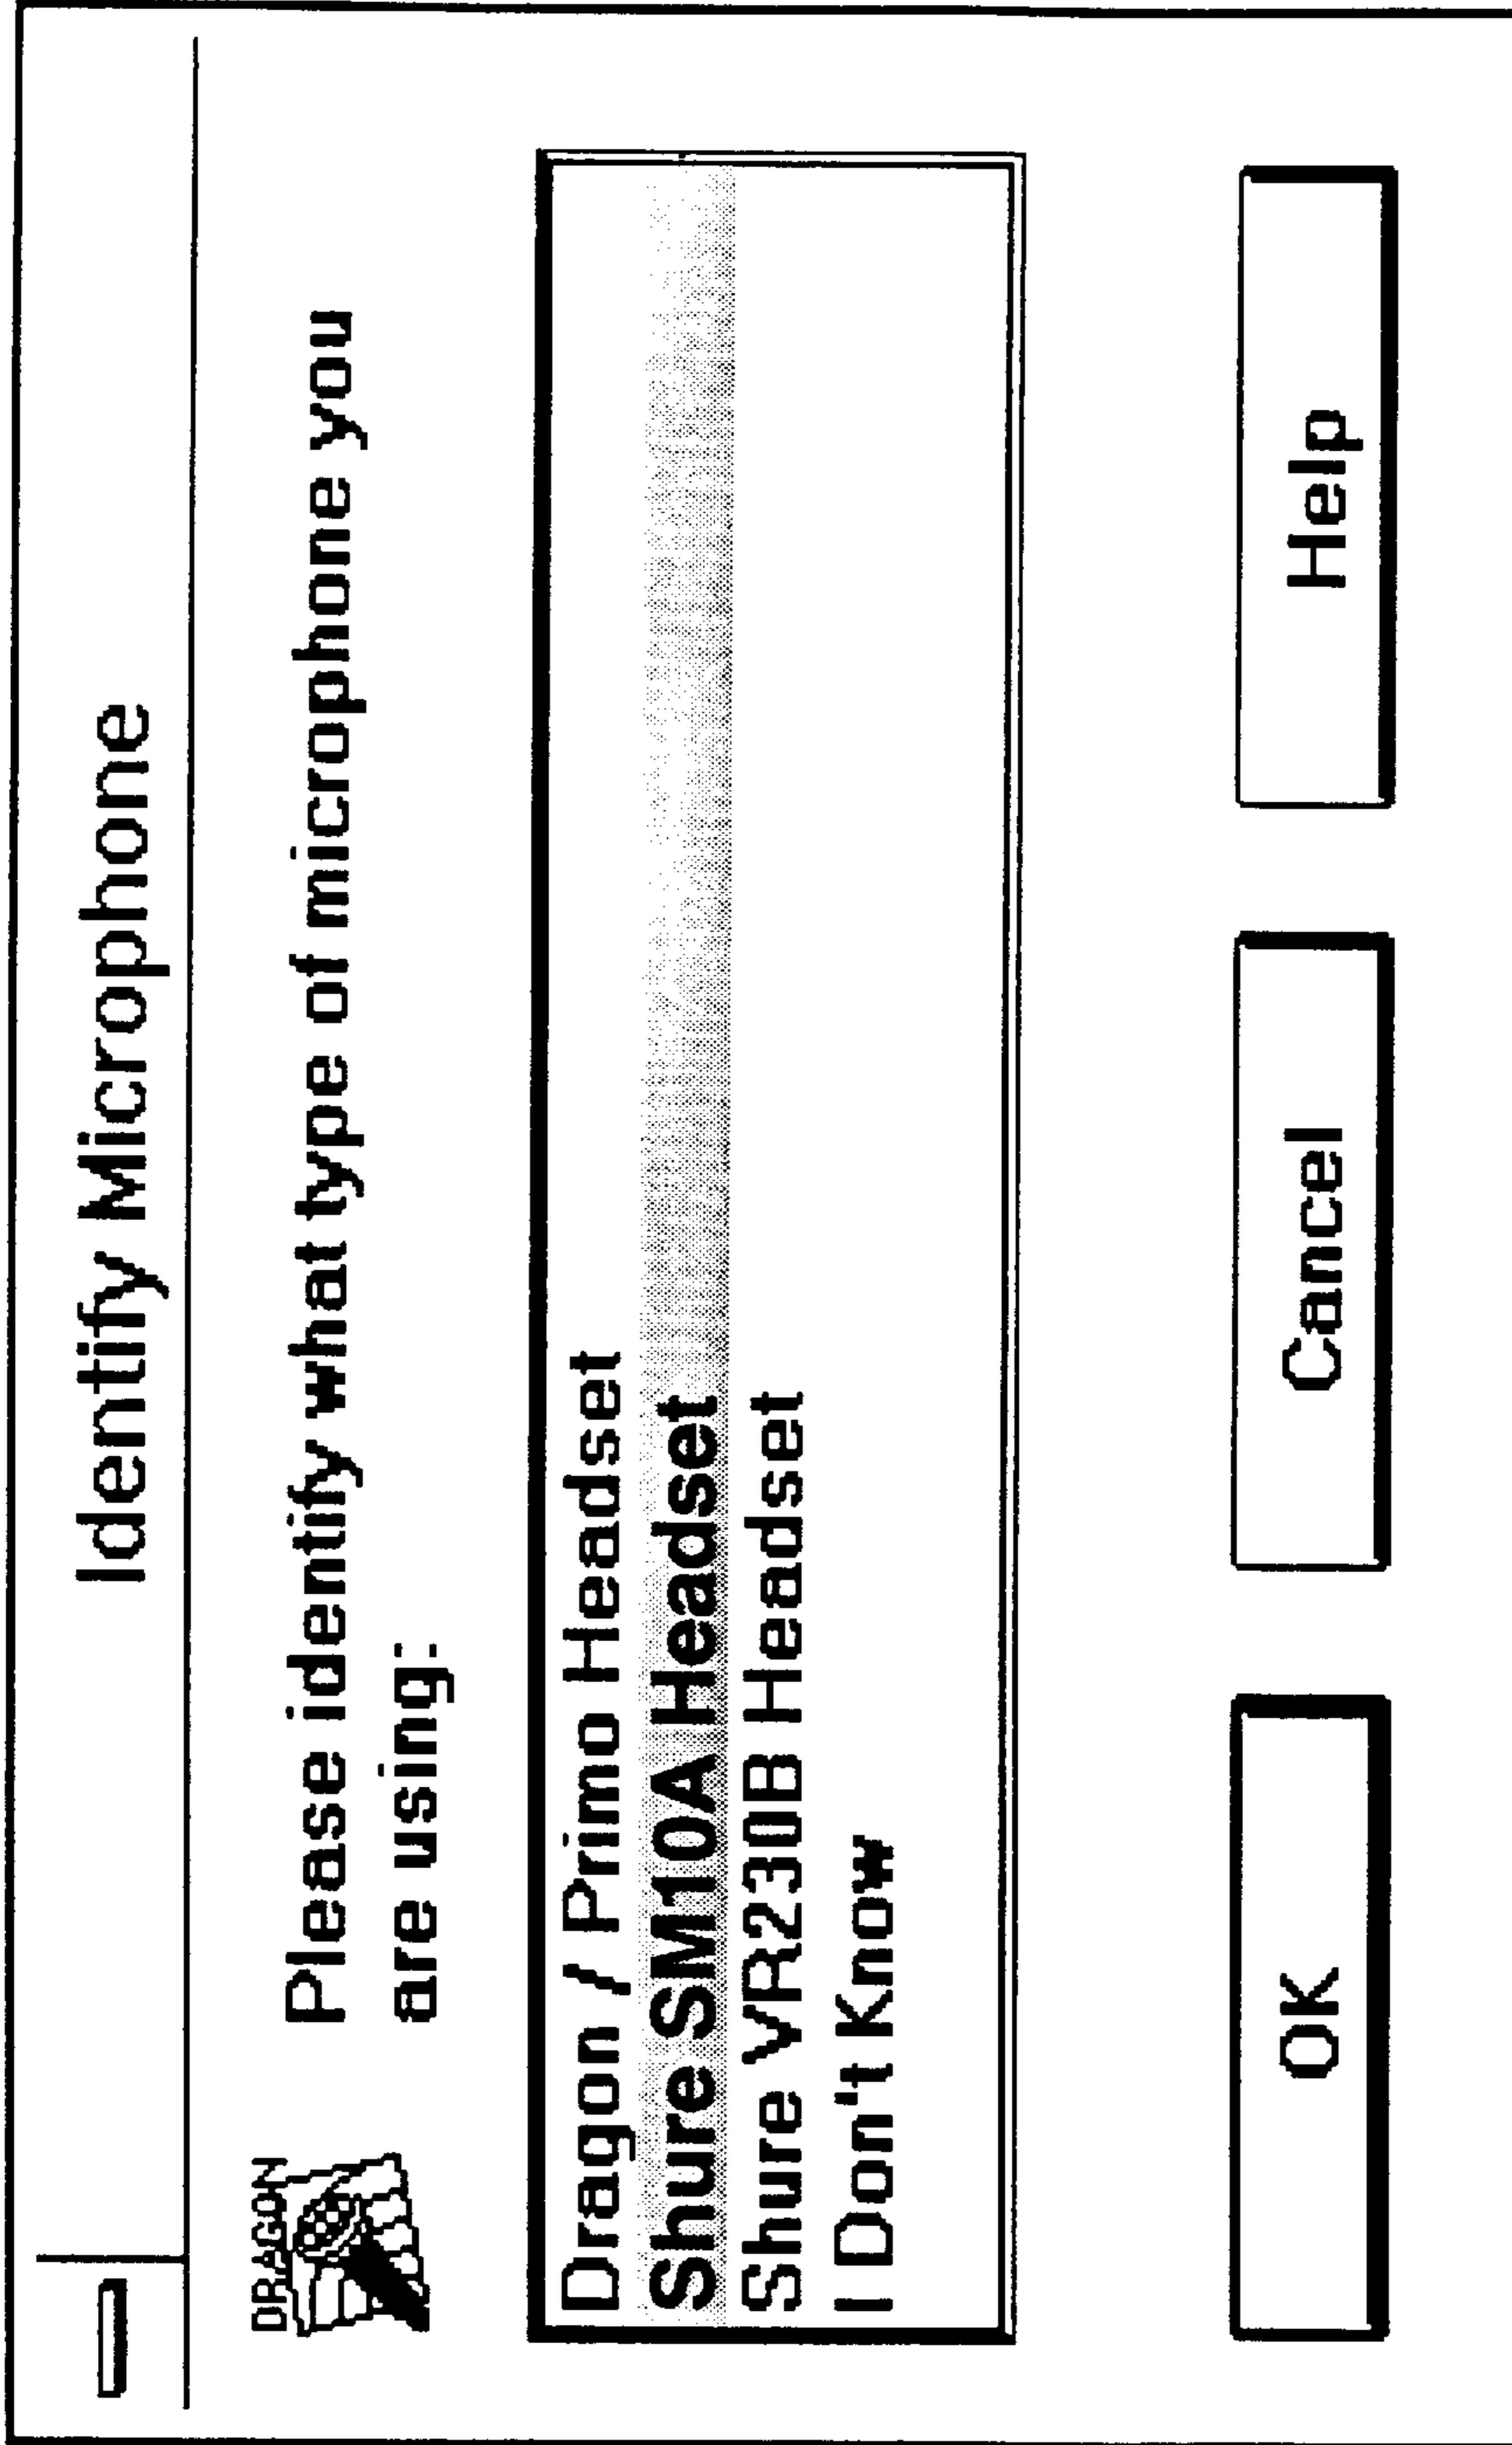 Identify Microphone
DRAGON
Please identify what type of microphone you
are using:
Dragon / Primo Headset
Shure SM10A Headset
Shure VR230B Headset
I Don't Know
OK
Cancel
Help